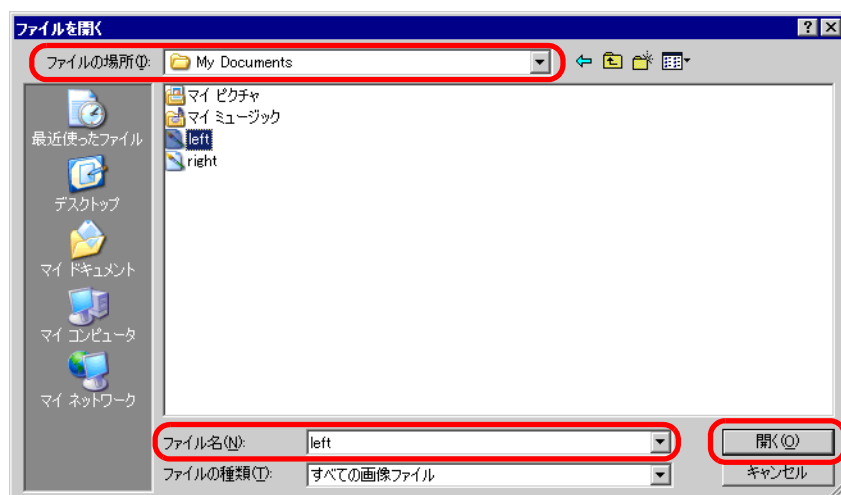 ファイルを開く
ファイルの場所(I):
My Documents
最近使ったファイル
デスクトップ
マイ ドキュメント
マイ コンピュータ
マイ ネットワーク
マイ ピクチャ
マイ ミュージック
left
right
ファイル名(N):
left
開く(O)
ファイルの種類(T):
すべての画像ファイル
キャンセル